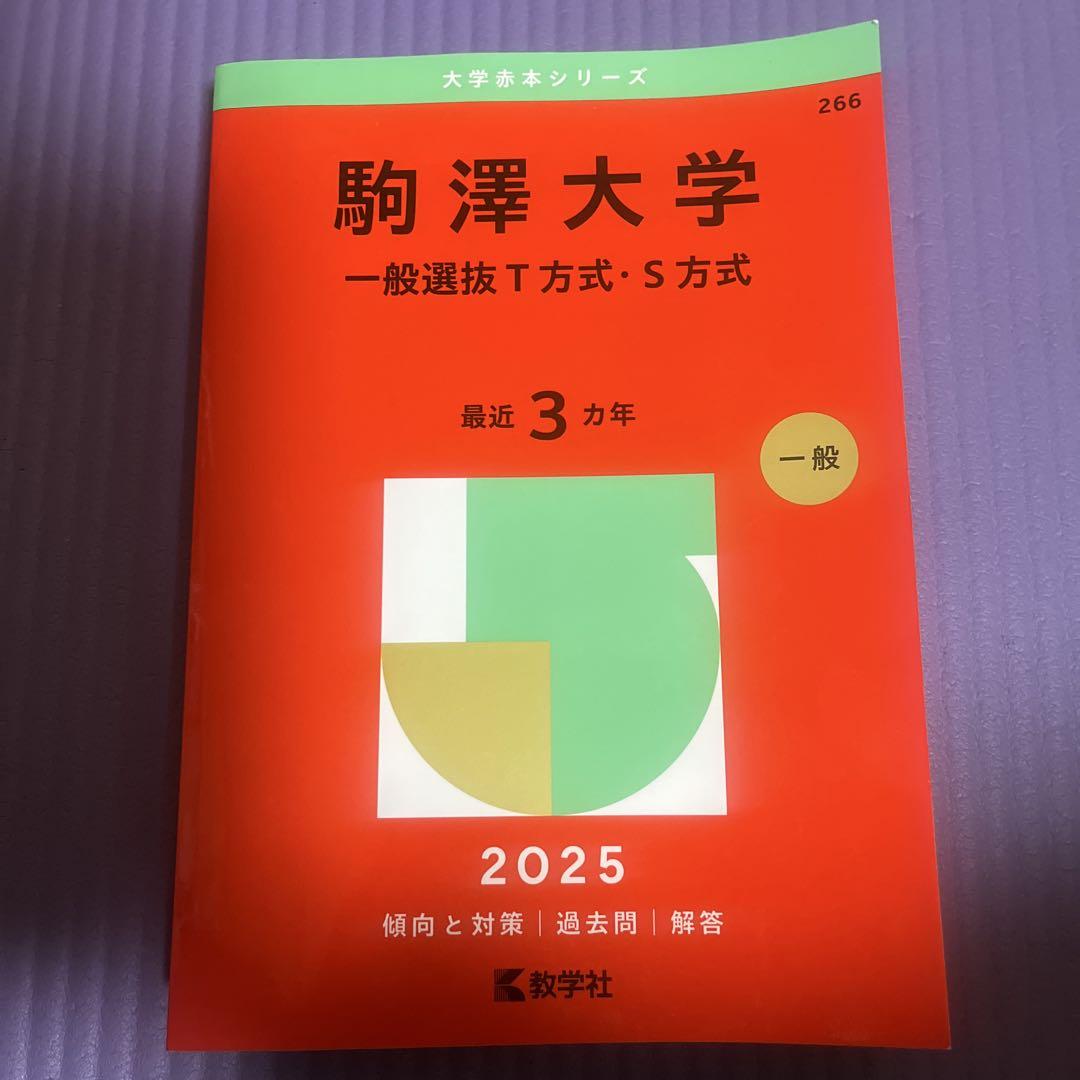 大学赤本シリーズ
266
駒澤大学
一般選抜T方式・S方式
最近3カ年
一般
2025
傾向と対策｜過去問｜解答
教学社